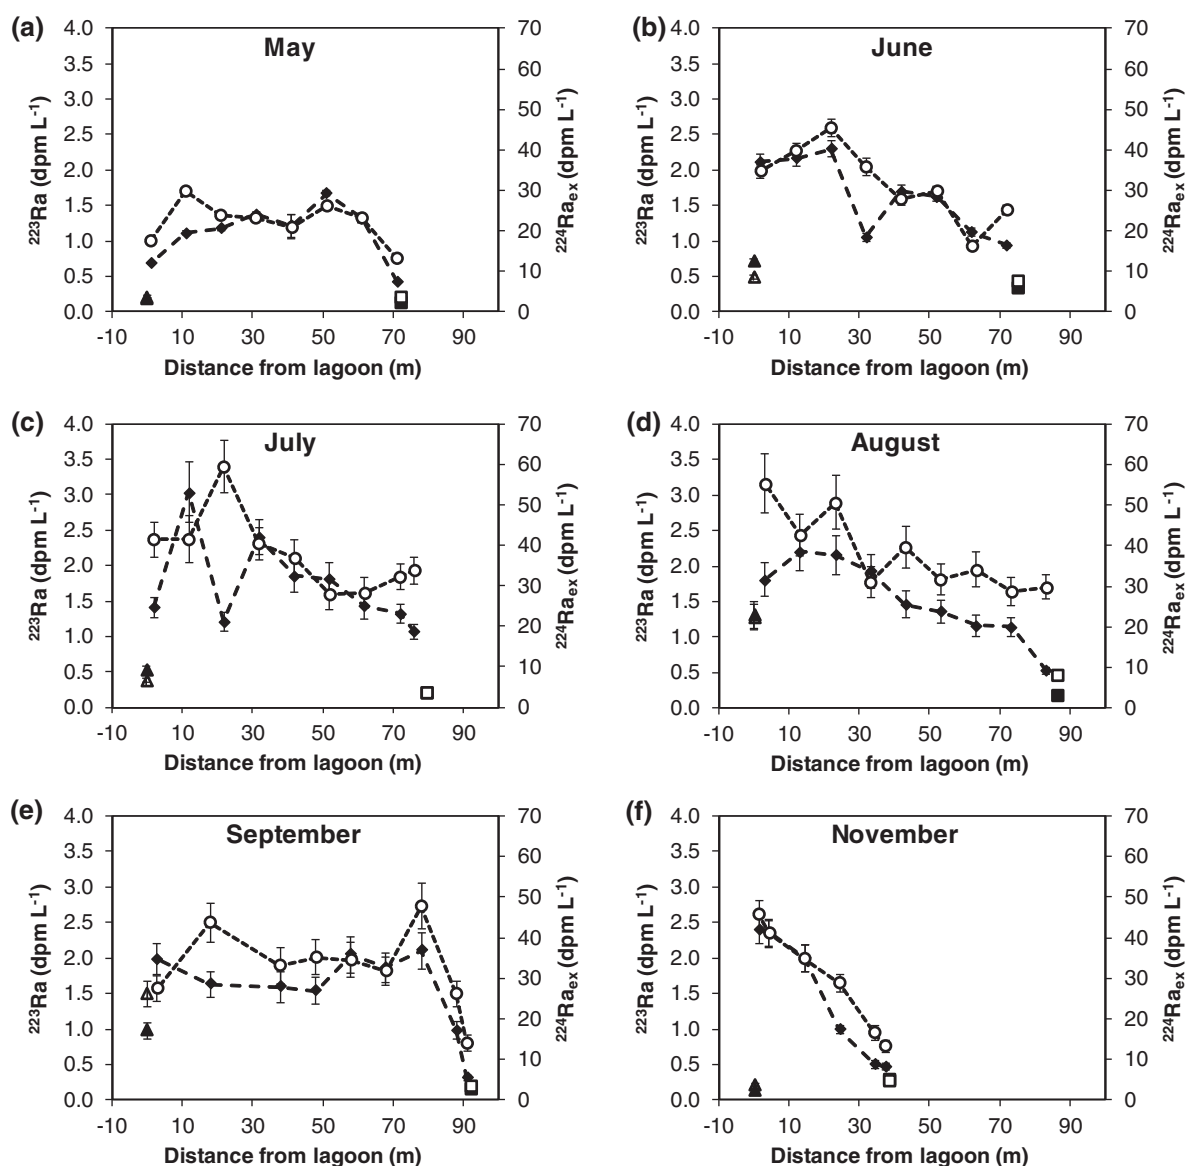 (a)
May
4.0
3.5
3.0
2.5
2.0
1.5
1.0
0.5
0.0
²²³Ra (dpm L⁻¹)
70
60
50
40
30
20
10
0
²²⁴Raₑₓ (dpm L⁻¹)
-10 10 30 50 70 90
Distance from lagoon (m)
(b)
June
4.0
3.5
3.0
2.5
2.0
1.5
1.0
0.5
0.0
²²³Ra (dpm L⁻¹)
70
60
50
40
30
20
10
0
²²⁴Raₑₓ (dpm L⁻¹)
-10 10 30 50 70 90
Distance from lagoon (m)
(c)
July
4.0
3.5
3.0
2.5
2.0
1.5
1.0
0.5
0.0
²²³Ra (dpm L⁻¹)
70
60
50
40
30
20
10
0
²²⁴Raₑₓ (dpm L⁻¹)
-10 10 30 50 70 90
Distance from lagoon (m)
(d)
August
4.0
3.5
3.0
2.5
2.0
1.5
1.0
0.5
0.0
²²³Ra (dpm L⁻¹)
70
60
50
40
30
20
10
0
²²⁴Raₑₓ (dpm L⁻¹)
-10 10 30 50 70 90
Distance from lagoon (m)
(e)
September
4.0
3.5
3.0
2.5
2.0
1.5
1.0
0.5
0.0
²²³Ra (dpm L⁻¹)
70
60
50
40
30
20
10
0
²²⁴Raₑₓ (dpm L⁻¹)
-10 10 30 50 70 90
Distance from lagoon (m)
(f)
November
4.0
3.5
3.0
2.5
2.0
1.5
1.0
0.5
0.0
²²³Ra (dpm L⁻¹)
70
60
50
40
30
20
10
0
²²⁴Raₑₓ (dpm L⁻¹)
-10 10 30 50 70 90
Distance from lagoon (m)